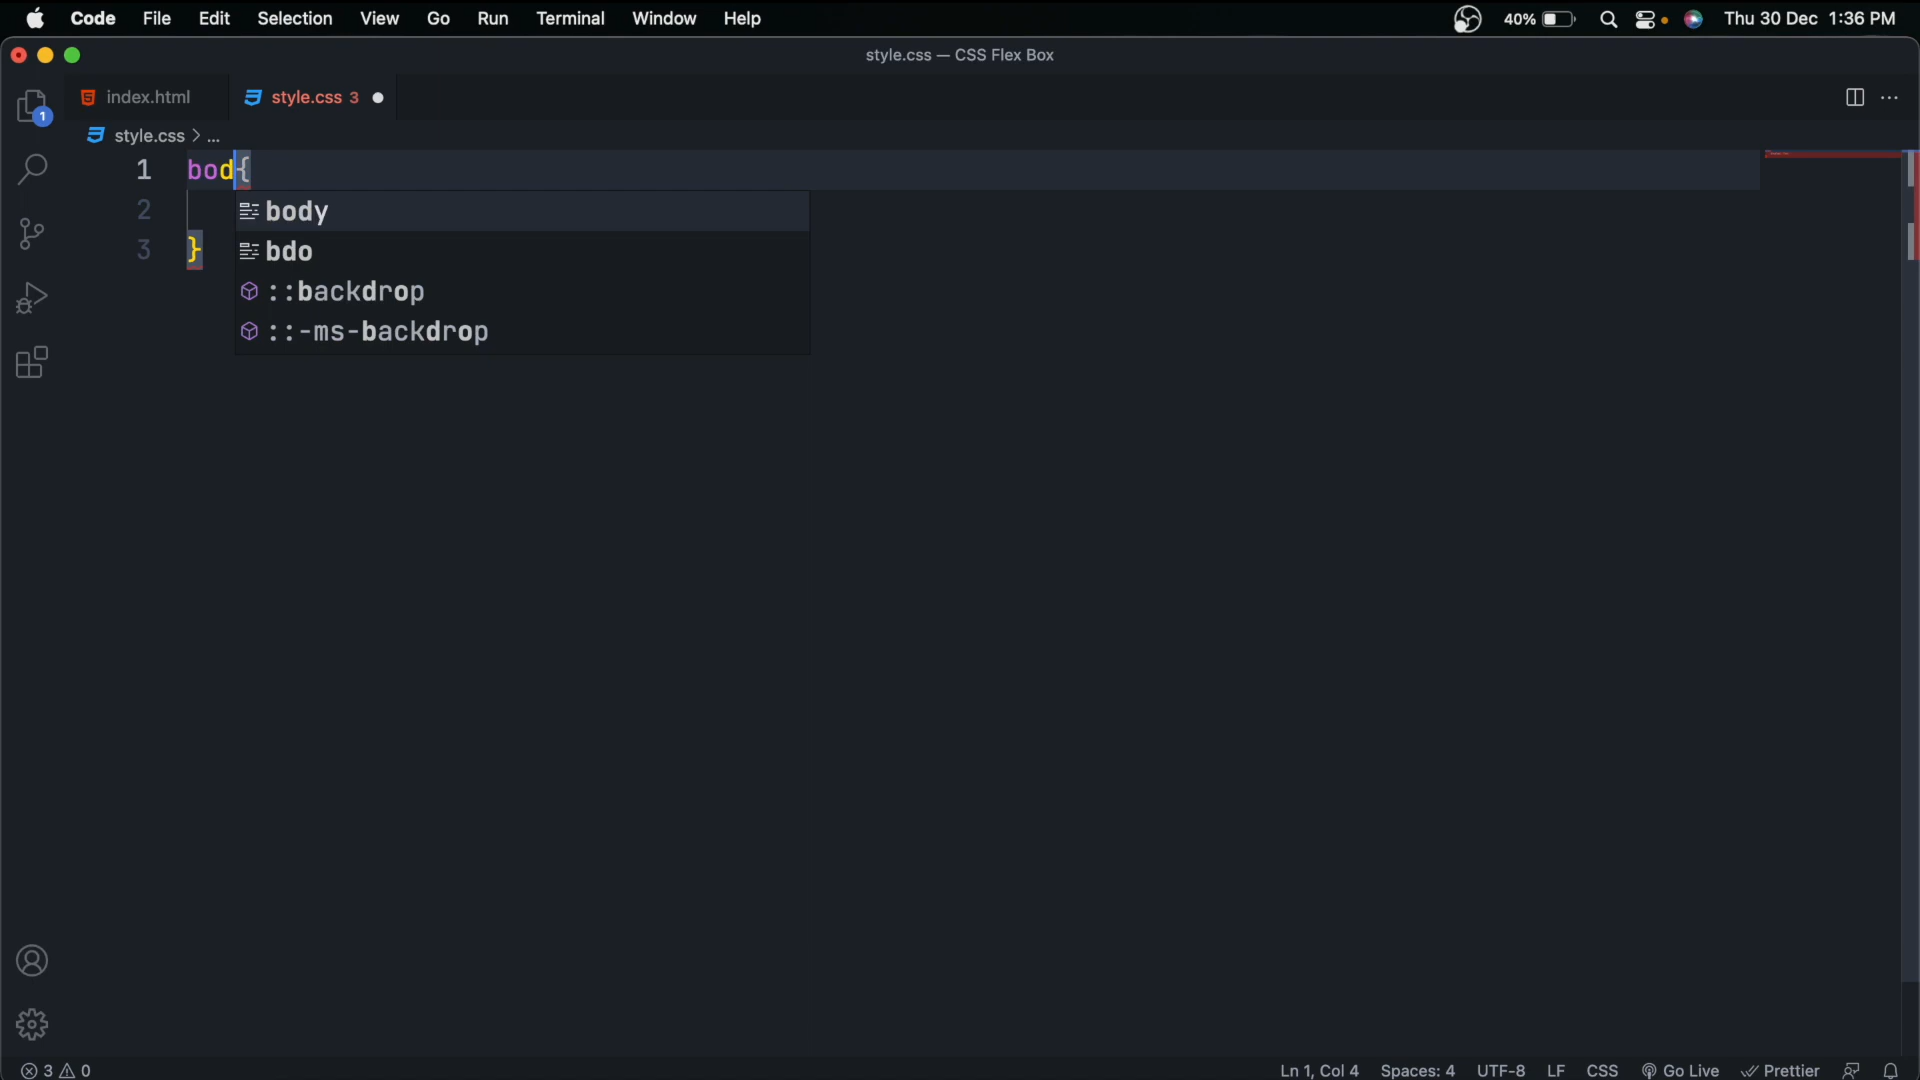 Code File Edit Selection View Go Run Terminal Window Help 40% Thu 30 Dec 1:36 PM
style.css — CSS Flex Box
index.html style.css 3
1
style.css > ...
1 bod{
2
3 }
body
bdo
::backdrop
::-ms-backdrop
3 0 Ln 1, Col 4 Spaces: 4 UTF-8 LF CSS Go Live Prettier